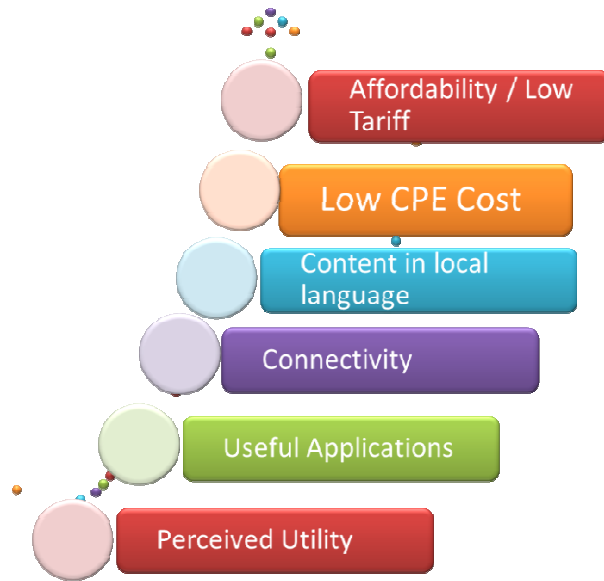 Affordability / Low
Tariff
Low CPE Cost
Content in local
language
Connectivity
Useful Applications
Perceived Utility